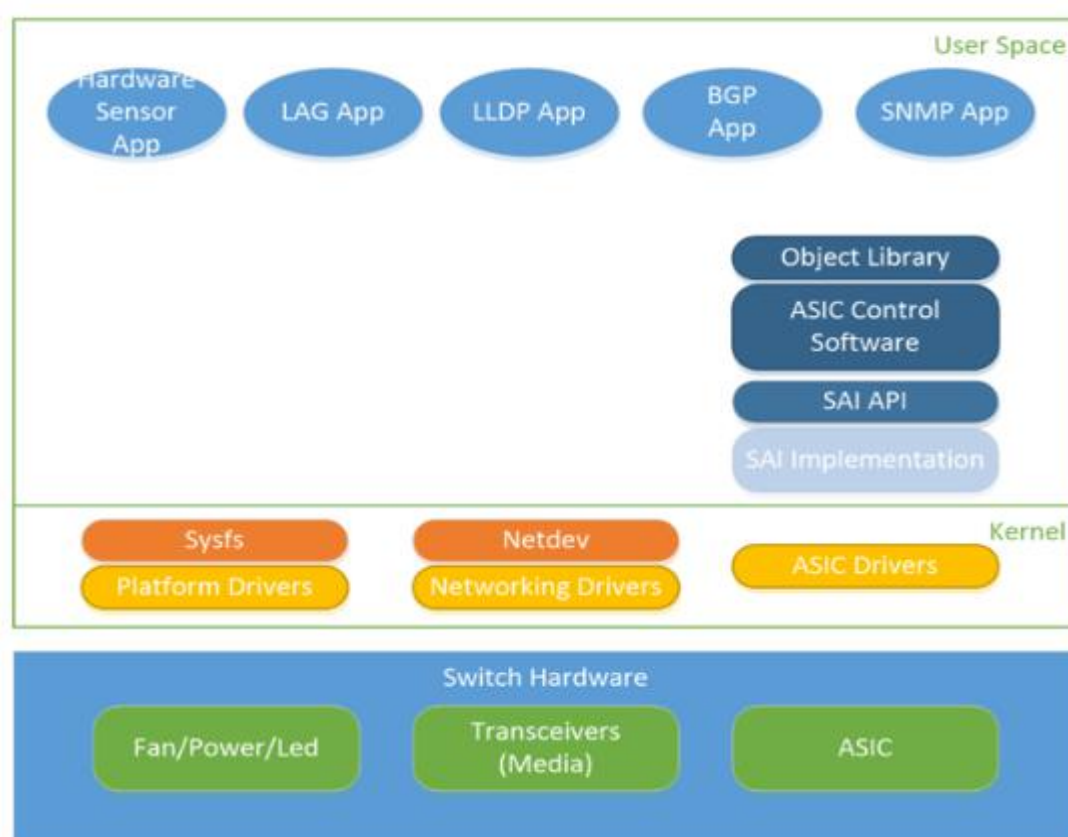 User Space
Hardware
Sensor
App
LAG App
LLDP App
BGP
App
SNMP App
Object Library
ASIC Control
Software
SAI API
SAI Implementation
Kernel
Sysfs
Netdev
Platform Drivers
Networking Drivers
ASIC Drivers
Switch Hardware
Fan/Power/Led
Transceivers
(Media)
ASIC